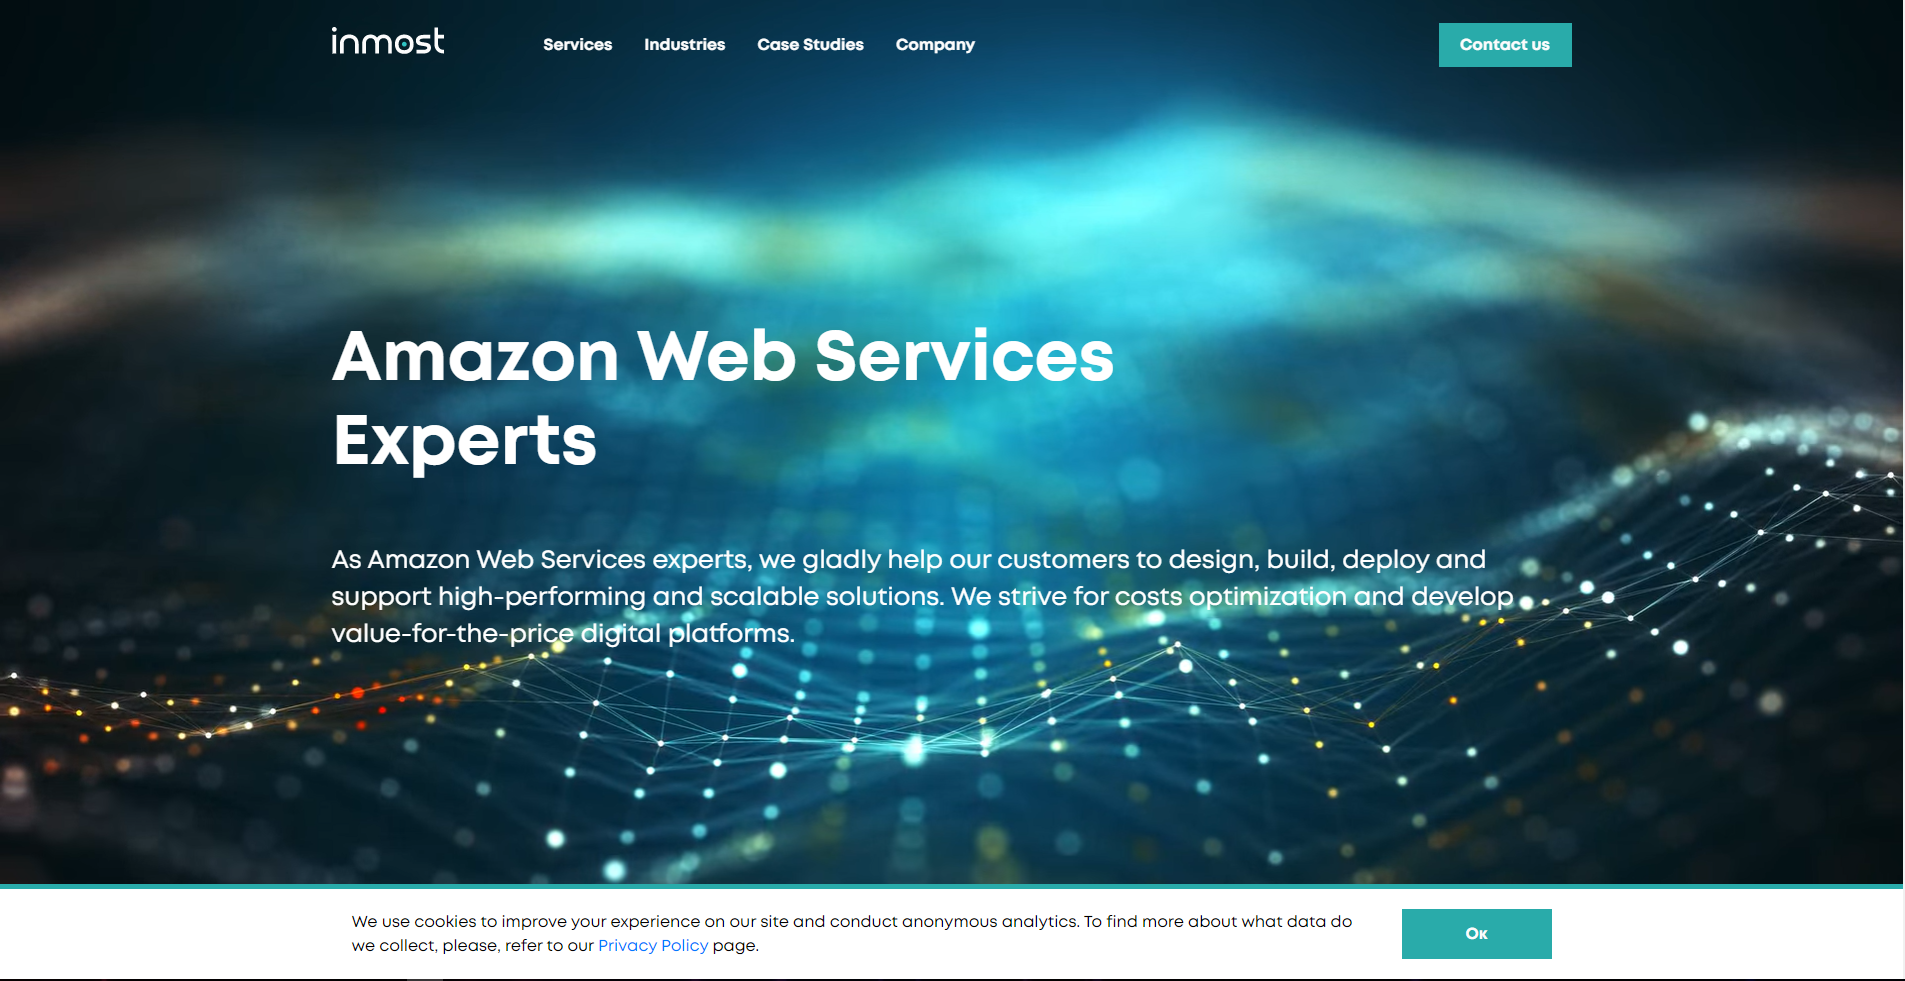 inmost
Services
Industries
Case Studies
Company
Contact us
Amazon Web Services
Experts
As Amazon Web Services experts, we gladly help our customers to design, build, deploy and
support high-performing and scalable solutions. We strive for costs optimization and develop
value-for-the-price digital platforms.
We use cookies to improve your experience on our site and conduct anonymous analytics. To find more about what data do
we collect, please, refer to our Privacy Policy page.
Ок